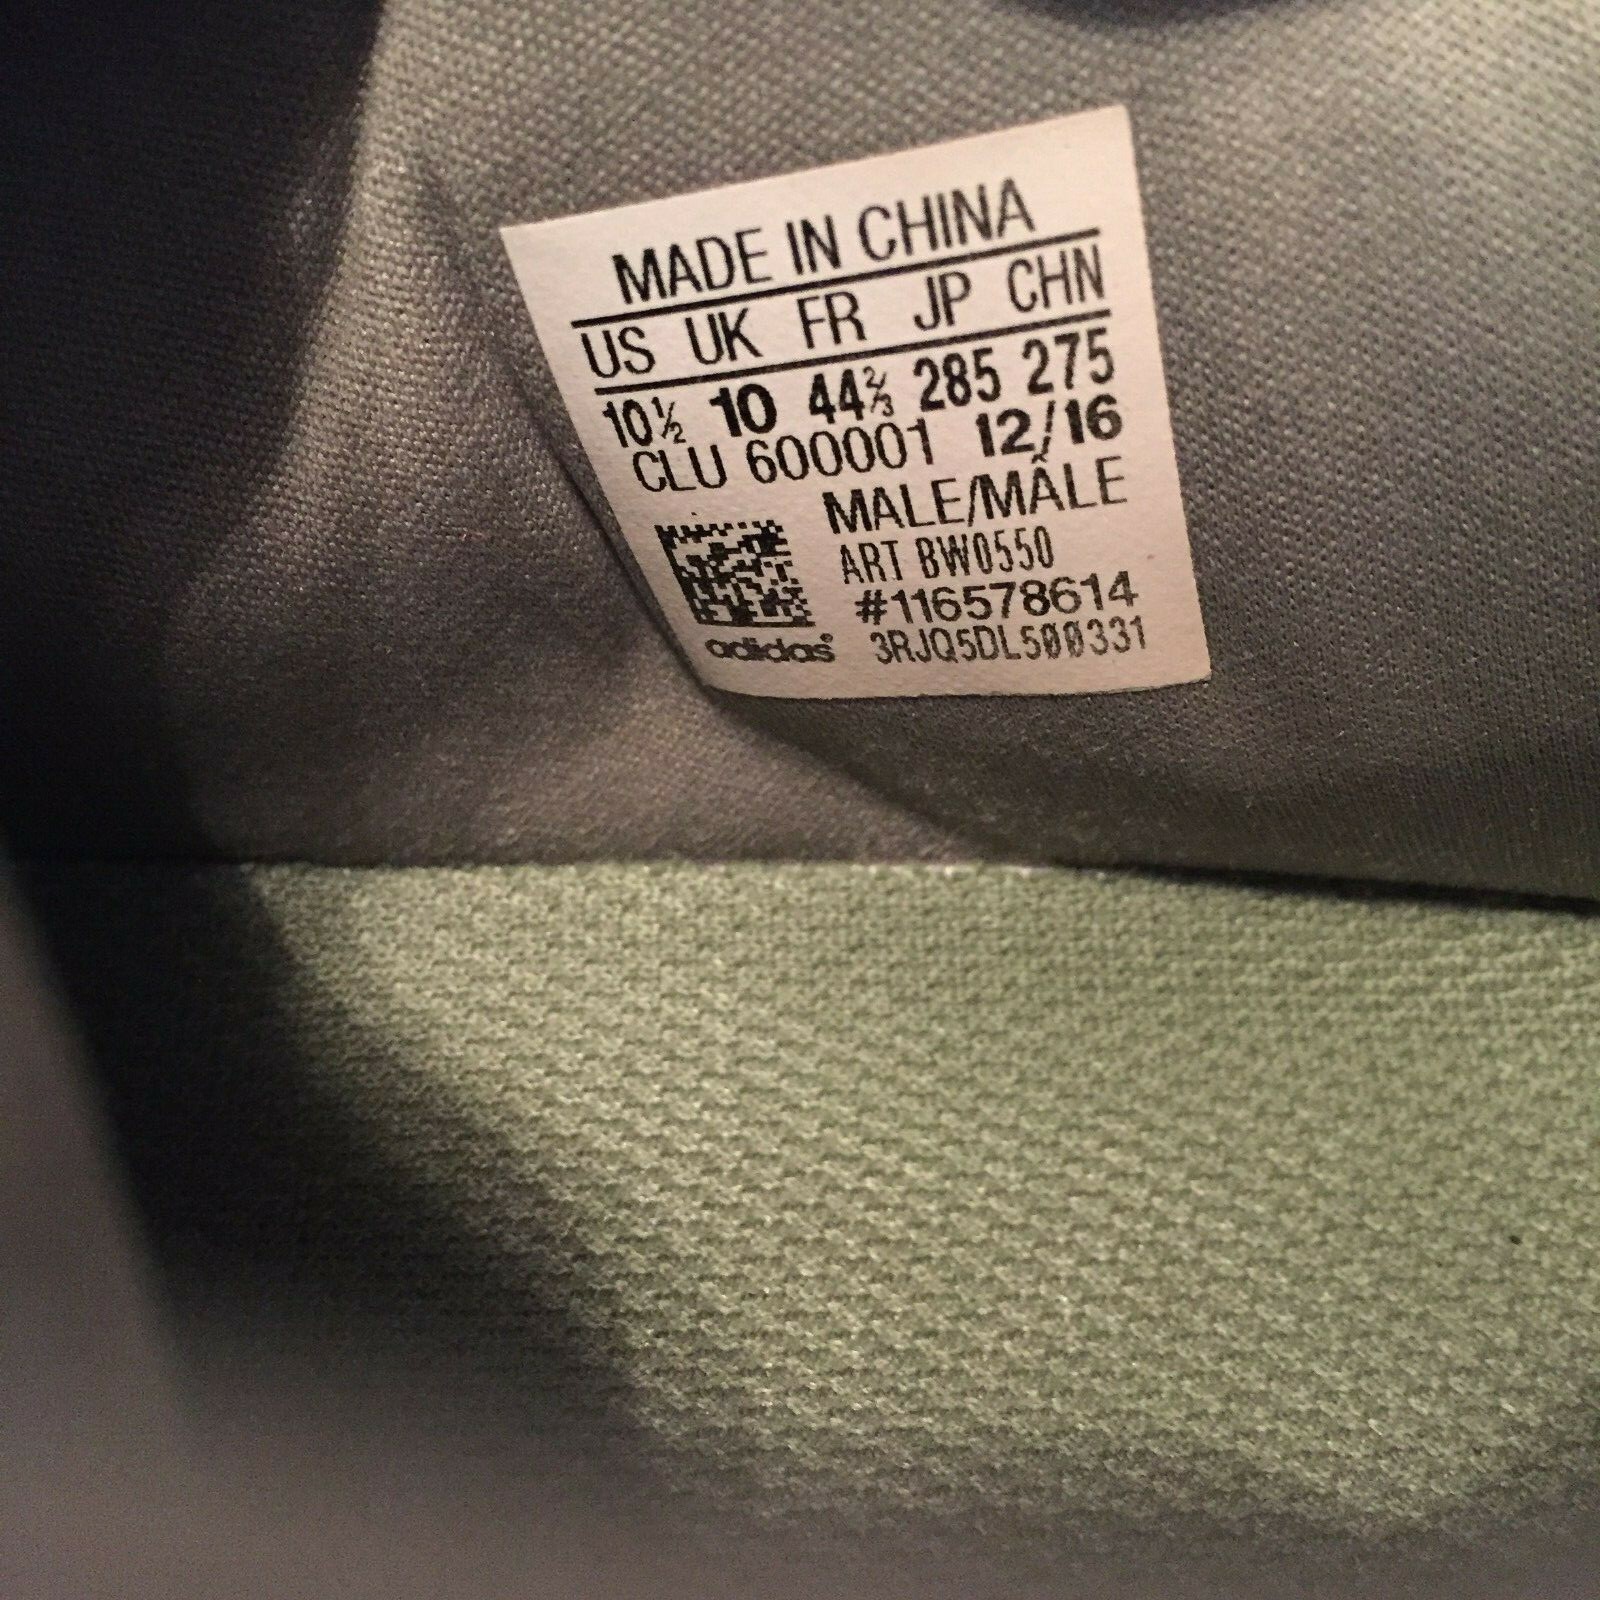 MADE IN CHINA
US UK FR JP CHN
10½ 10 44⅔ 285 275
CLU 600001 12/16
MALE/MÂLE
ART BW0550
#116578614
adidas® 3RJQ5DL500331